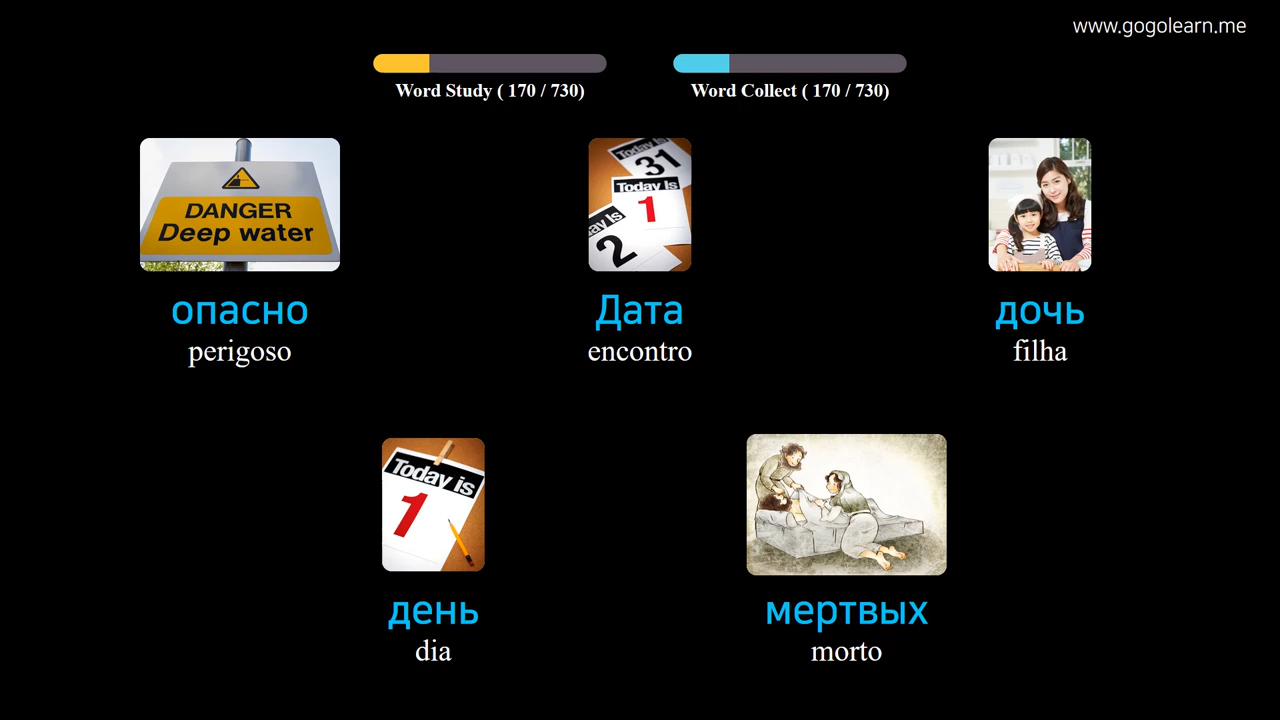 www.gogolearn.me
Word Study ( 170 / 730)
Word Collect ( 170 / 730)
DANGER
Deep water
Today Is
31
Today Is
1
ay Is
2
опасно
perigoso
Дата
encontro
дочь
filha
Today is
1
день
dia
мертвых
morto